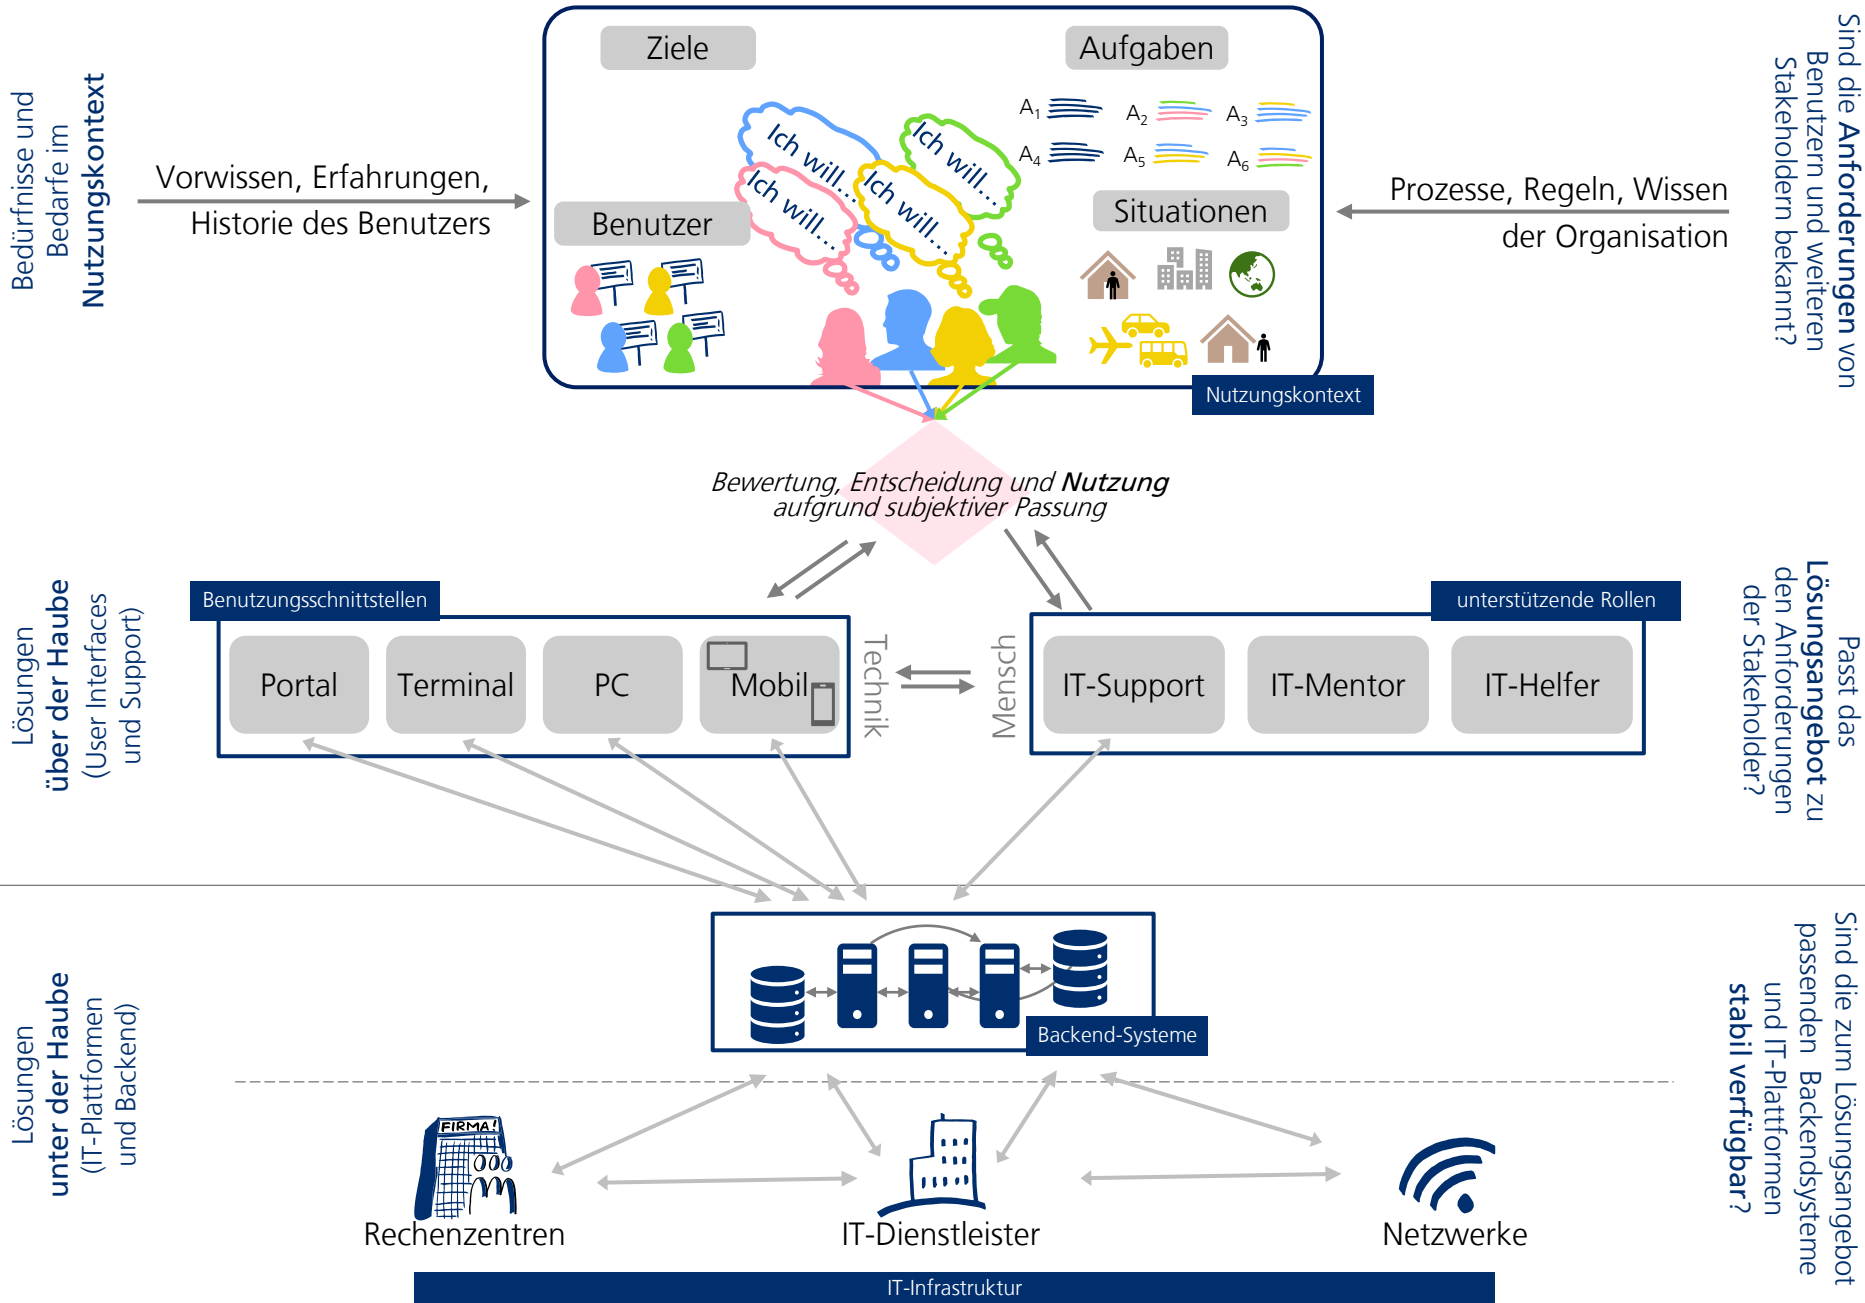 Bedürfnisse und
Bedarfe im
Nutzungskontext
Vorwissen, Erfahrungen,
Historie des Benutzers
Ziele
Aufgaben
A1
A2
A3
A4
A5
A6
Ich will...
Ich will...
Ich will...
Ich will...
Benutzer
Situationen
Nutzungskontext
Prozesse, Regeln, Wissen
der Organisation
Sind die Anforderungen von
Benutzern und weiteren
Stakeholdern bekannt?
Bewertung, Entscheidung und Nutzung
aufgrund subjektiver Passung
Lösungen
über der Haube
(User Interfaces
und Support)
Benutzungsschnittstellen
Portal
Terminal
PC
Mobil
Technik
Mensch
unterstützende Rollen
IT-Support
IT-Mentor
IT-Helfer
Passt das
Lösungsangebot zu
den Anforderungen
der Stakeholder?
Lösungen
unter der Haube
(IT-Plattformen
und Backend)
Backend-Systeme
FIRMA!
Rechenzentren
IT-Dienstleister
Netzwerke
IT-Infrastruktur
Sind die zum Lösungsangebot
passenden Backendsysteme
und IT-Plattformen
stabil verfügbar?